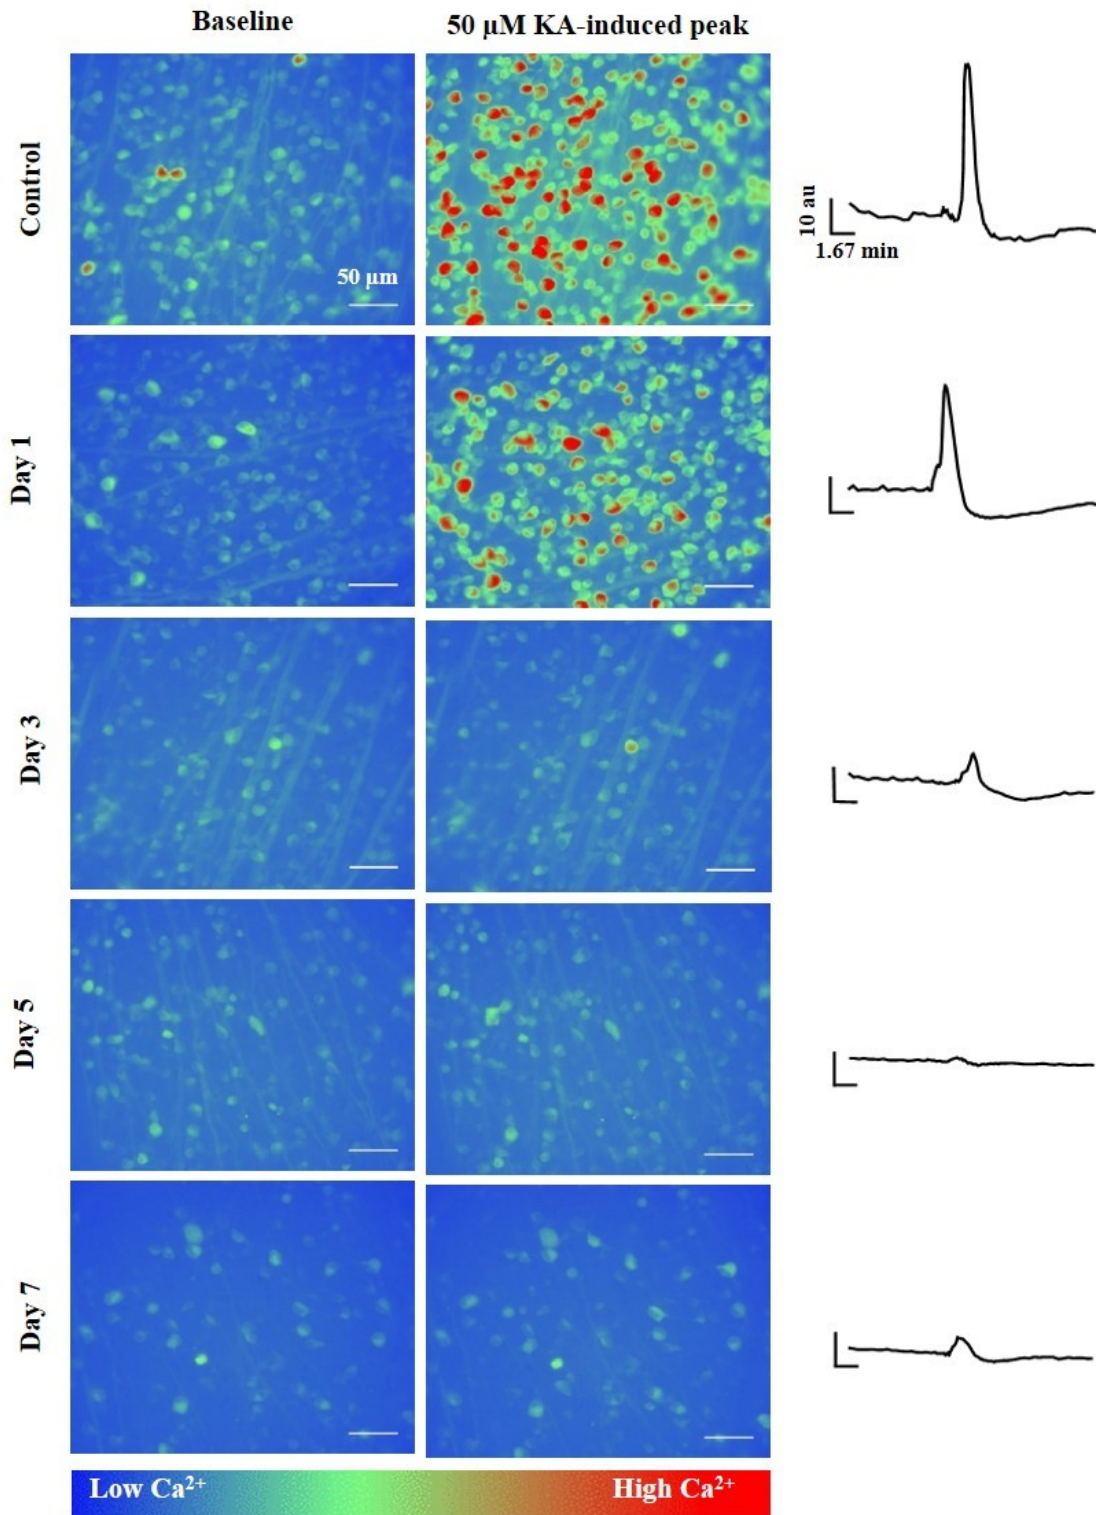 Baseline
50 μM KA-induced peak
Control
50 μm
10 au
1.67 min
Day 1
Day 3
Day 5
Day 7
Low Ca²⁺
High Ca²⁺